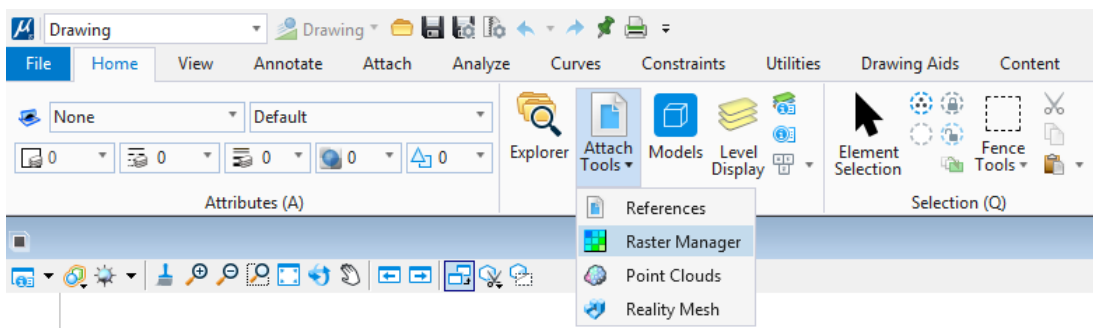 Drawing Drawing
File Home View Annotate Attach Analyze Curves Constraints Utilities Drawing Aids Content
None Default
0 0 0 0 0
Explorer
Attach
Tools
Models
Level
Display
Element
Selection
Fence
Tools
Attributes (A)
Selection (Q)
References
Raster Manager
Point Clouds
Reality Mesh